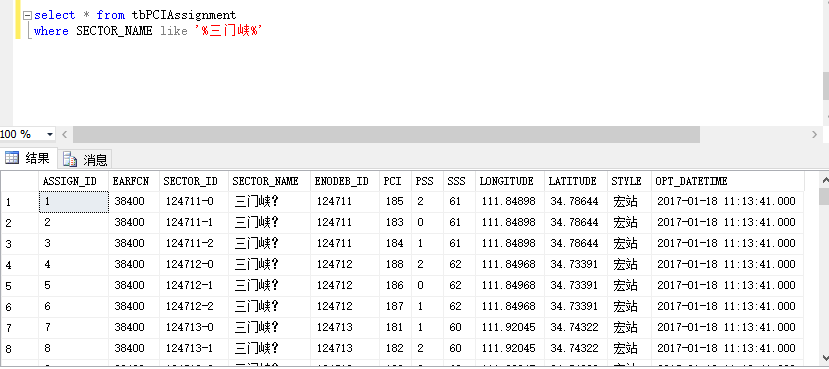 select * from tbPCIAssignment
where SECTOR_NAME like '%三门峡%'
100 %
结果 消息
ASSIGN_ID EARFCN SECTOR_ID SECTOR_NAME ENODEB_ID PCI PSS SSS LONGITUDE LATITUDE STYLE OPT_DATETIME
1 1 38400 124711-0 三门峡? 124711 185 2 61 111.84898 34.78644 宏站 2017-01-18 11:13:41.000
2 2 38400 124711-1 三门峡? 124711 183 0 61 111.84898 34.78644 宏站 2017-01-18 11:13:41.000
3 3 38400 124711-2 三门峡? 124711 184 1 61 111.84898 34.78644 宏站 2017-01-18 11:13:41.000
4 4 38400 124712-0 三门峡? 124712 188 2 62 111.84968 34.73391 宏站 2017-01-18 11:13:41.000
5 5 38400 124712-1 三门峡? 124712 186 0 62 111.84968 34.73391 宏站 2017-01-18 11:13:41.000
6 6 38400 124712-2 三门峡? 124712 187 1 62 111.84968 34.73391 宏站 2017-01-18 11:13:41.000
7 7 38400 124713-0 三门峡? 124713 181 1 60 111.92045 34.74322 宏站 2017-01-18 11:13:41.000
8 8 38400 124713-1 三门峡? 124713 182 2 60 111.92045 34.74322 宏站 2017-01-18 11:13:41.000